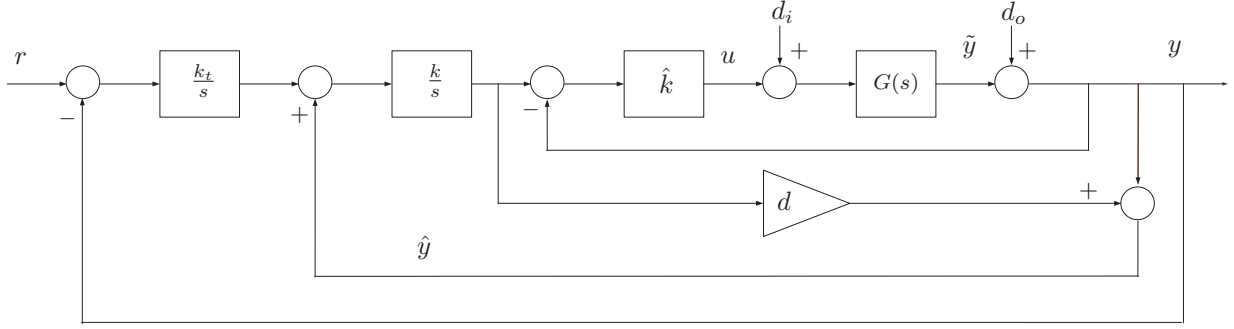 d_i
d_o
r
k_t/s
k/s
k̂
u
+
G(s)
ỹ
+
y
−
+
−
d
+
ŷ